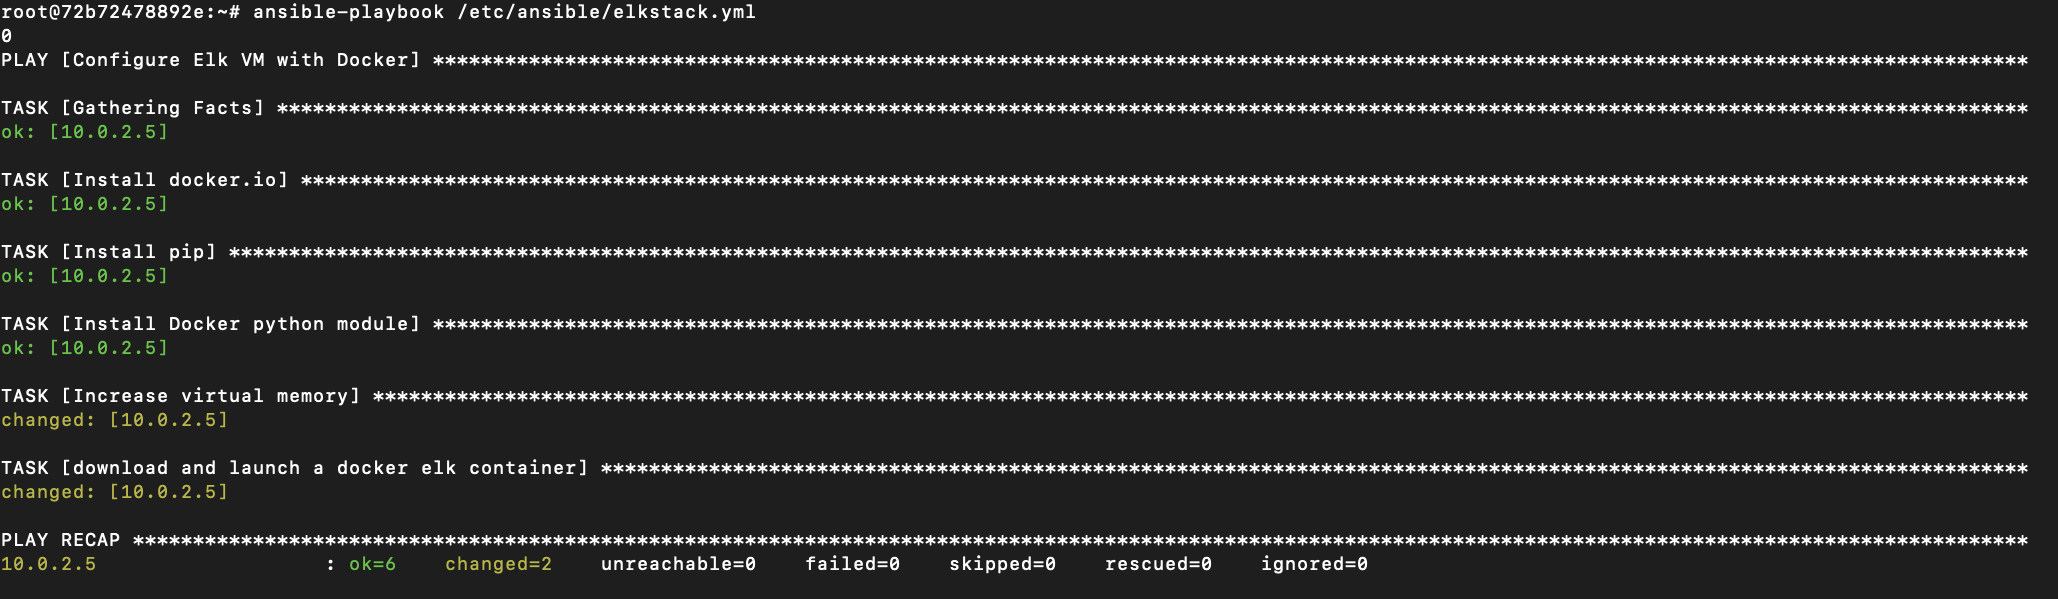 root@72b72478892e:~# ansible-playbook /etc/ansible/elkstack.yml
0
PLAY [Configure Elk VM with Docker] *************************************************************************************************************************************
TASK [Gathering Facts] **************************************************************************************************************************************************
ok: [10.0.2.5]
TASK [Install docker.io] ************************************************************************************************************************************************
ok: [10.0.2.5]
TASK [Install pip] ******************************************************************************************************************************************************
ok: [10.0.2.5]
TASK [Install Docker python module] *************************************************************************************************************************************
ok: [10.0.2.5]
TASK [Increase virtual memory] ******************************************************************************************************************************************
changed: [10.0.2.5]
TASK [download and launch a docker elk container] ***********************************************************************************************************************
changed: [10.0.2.5]
PLAY RECAP **************************************************************************************************************************************************************
10.0.2.5                   : ok=6    changed=2    unreachable=0    failed=0    skipped=0    rescued=0    ignored=0